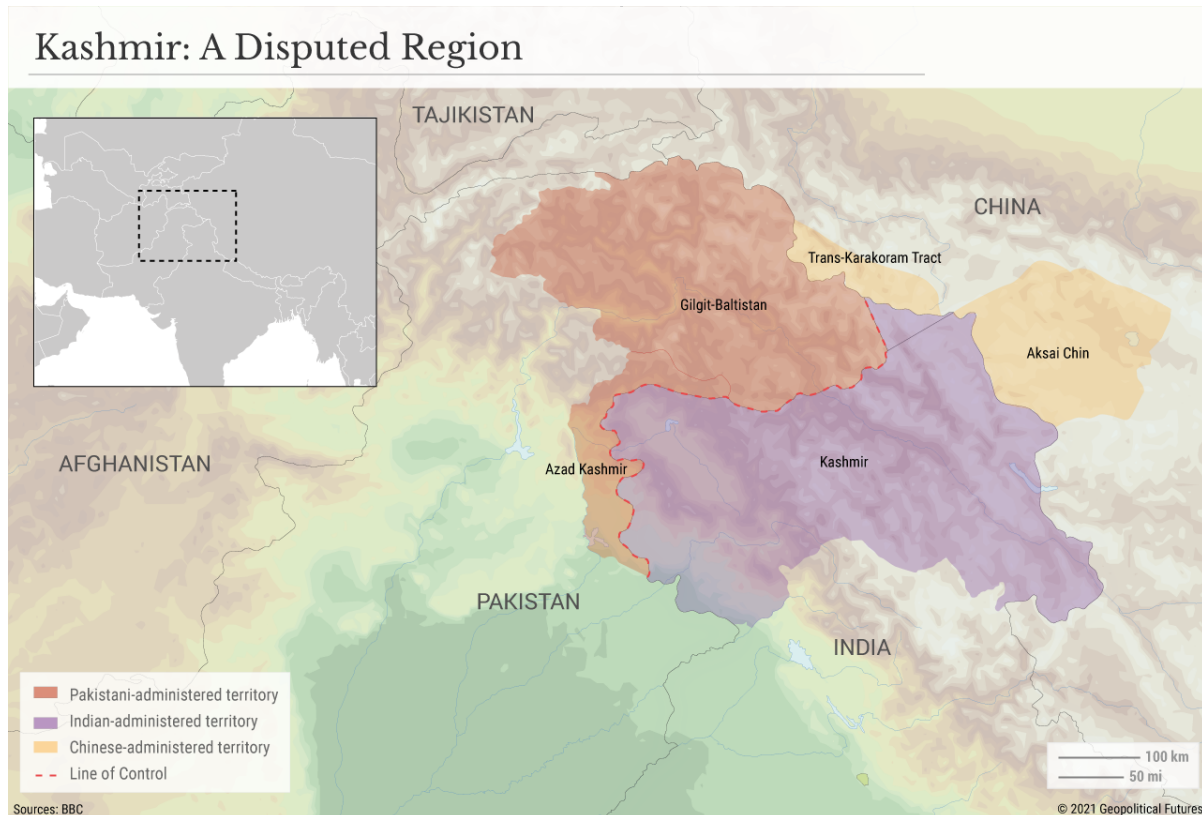 Kashmir: A Disputed Region
TAJIKISTAN
CHINA
Trans-Karakoram Tract
Gilgit-Baltistan
Aksai Chin
AFGHANISTAN
Azad Kashmir
Kashmir
PAKISTAN
INDIA
Pakistani-administered territory
Indian-administered territory
Chinese-administered territory
Line of Control
100 km
50 mi
Sources: BBC
© 2021 Geopolitical Futures